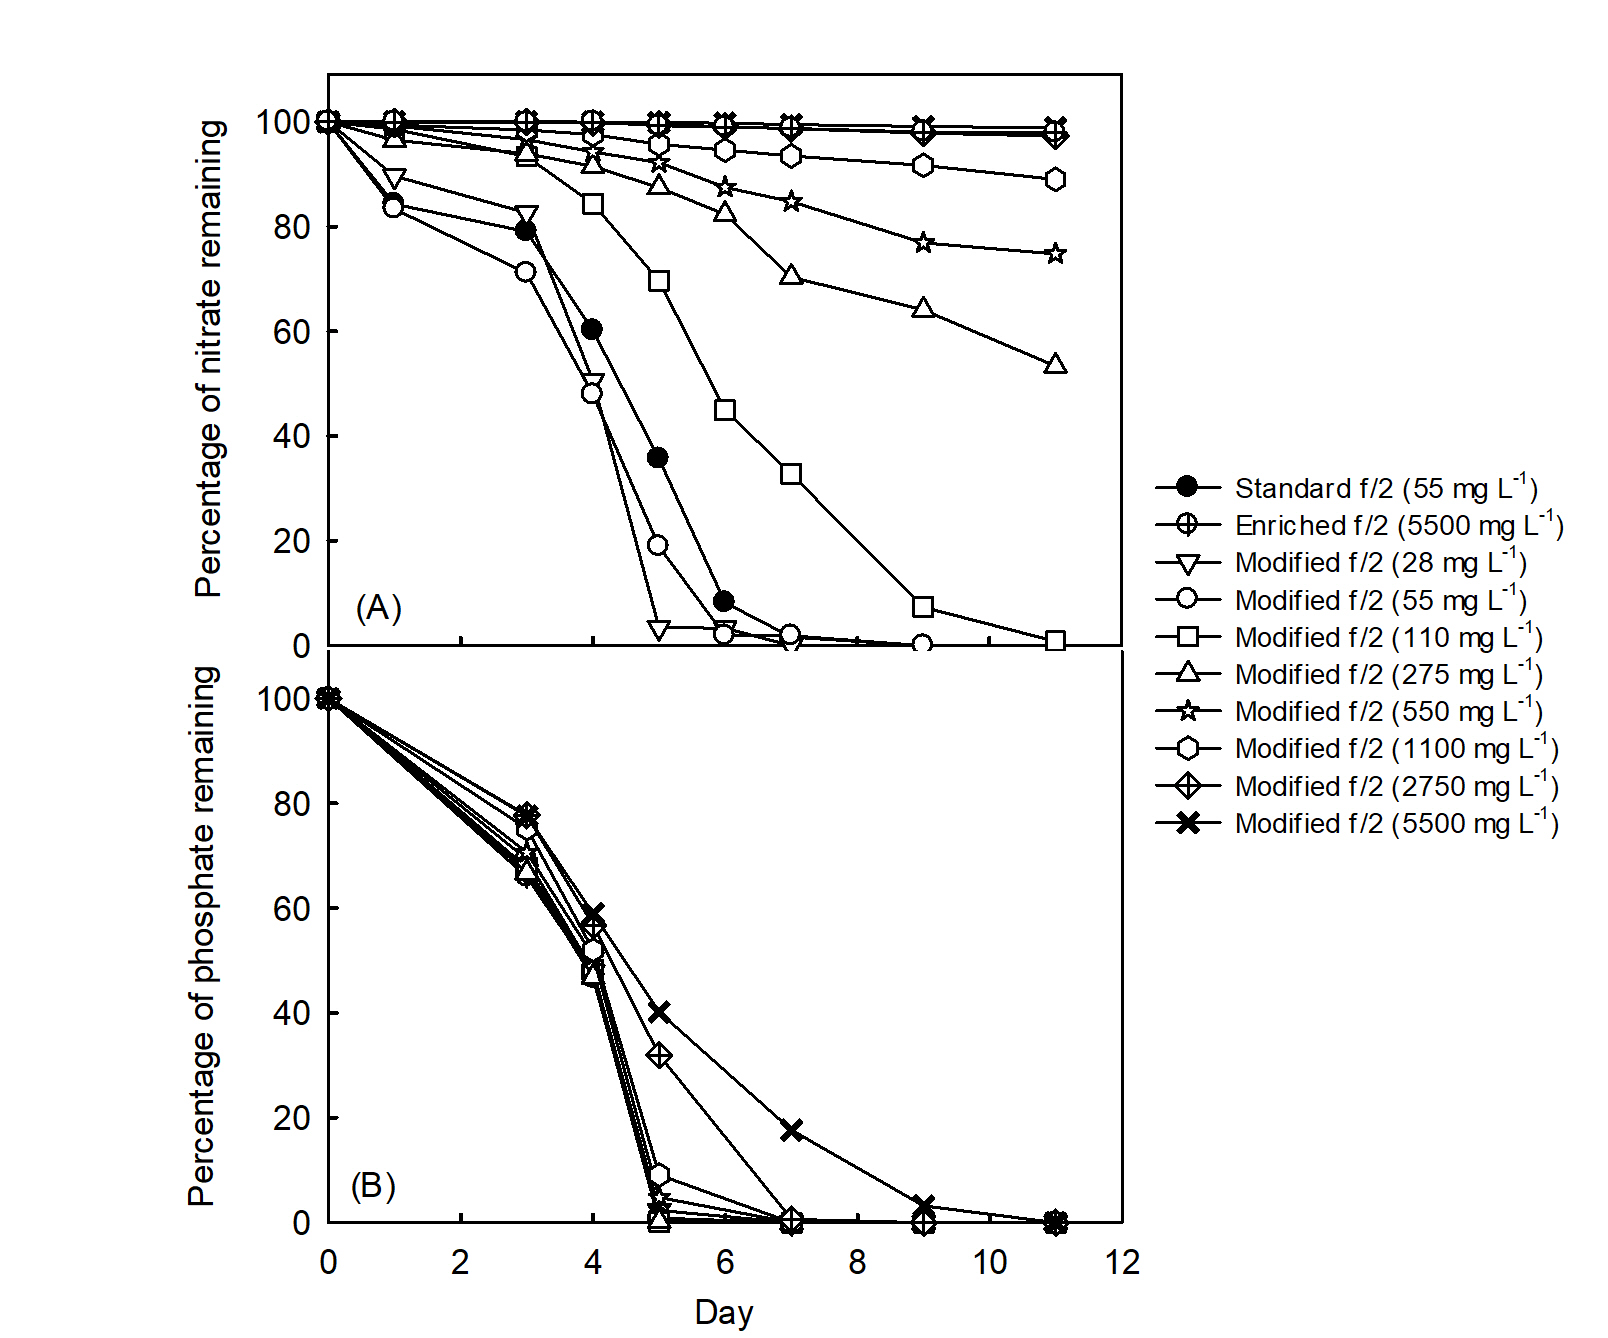 Percentage of nitrate remaining
100
80
60
40
20
0
(A)
Percentage of phosphate remaining
100
80
60
40
20
0
(B)
0 2 4 6 8 10 12
Day
Standard f/2 (55 mg L⁻¹)
Enriched f/2 (5500 mg L⁻¹)
Modified f/2 (28 mg L⁻¹)
Modified f/2 (55 mg L⁻¹)
Modified f/2 (110 mg L⁻¹)
Modified f/2 (275 mg L⁻¹)
Modified f/2 (550 mg L⁻¹)
Modified f/2 (1100 mg L⁻¹)
Modified f/2 (2750 mg L⁻¹)
Modified f/2 (5500 mg L⁻¹)